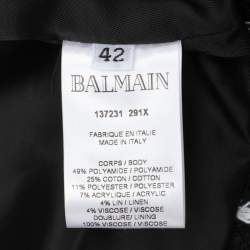 42
BALMAIN
137231 291X
FABRIQUE EN ITALIE
MADE IN ITALY
CORPS / BODY
49% POLYAMIDE / POLYAMIDE
25% COTON / COTTON
11% POLYESTER / POLYESTER
7% ACRYLIQUE / ACRYLIC
4% LIN / LINEN
4% VISCOSE / VISCOSE
DOUBLURE / LINING
100% VISCOSE / VISCOSE